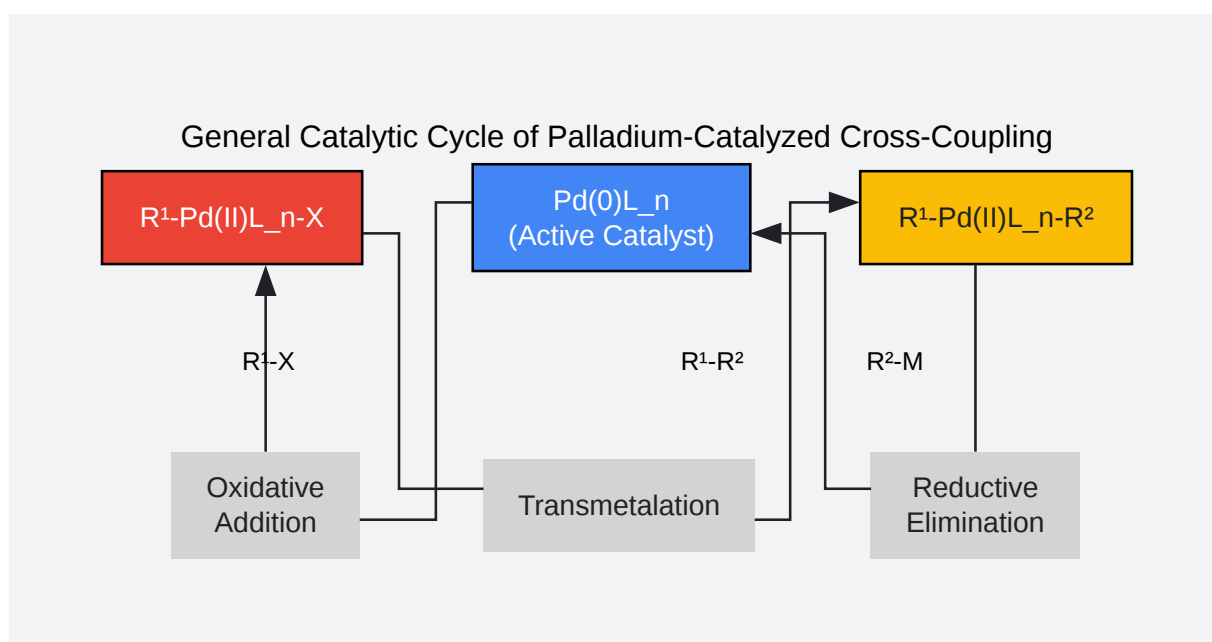 General Catalytic Cycle of Palladium-Catalyzed Cross-Coupling
R¹-Pd(II)L_n-X
Pd(0)L_n
(Active Catalyst)
R¹-Pd(II)L_n-R²
R¹-X
R¹-R²
R²-M
Oxidative
Addition
Transmetalation
Reductive
Elimination